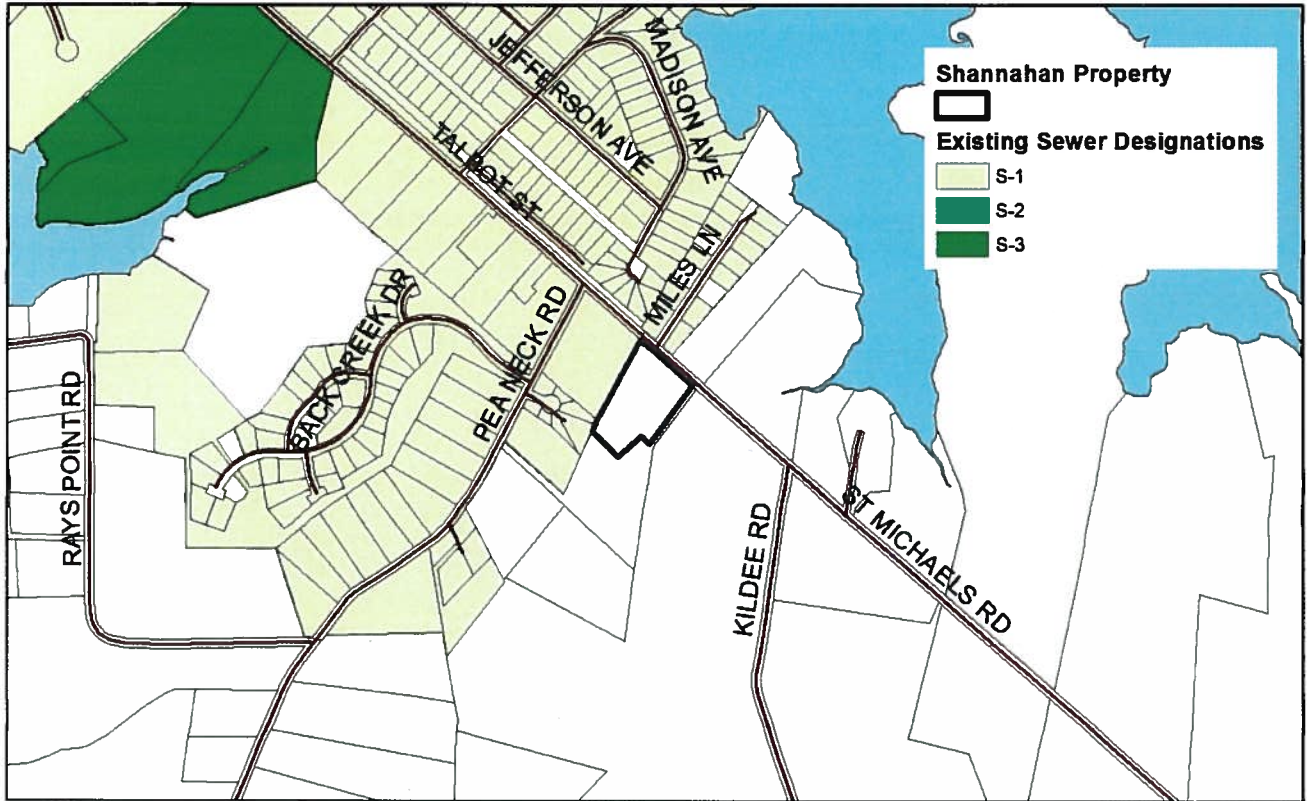 MADISON AVE
JEFFERSON AVE
TALBOT ST
MILES LN
BACK CREEK DR
PEA NECK RD
RAYS POINT RD
KILDEE RD
ST MICHAELS RD
Shannahan Property
Existing Sewer Designations
S-1
S-2
S-3